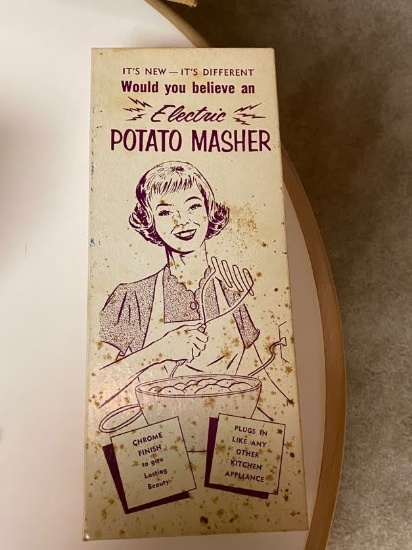 IT'S NEW — IT'S DIFFERENT
Would you believe an
Electric
POTATO MASHER
CHROME
FINISH
to give
Lasting
Beauty
PLUGS IN
LIKE ANY
OTHER
KITCHEN
APPLIANCE